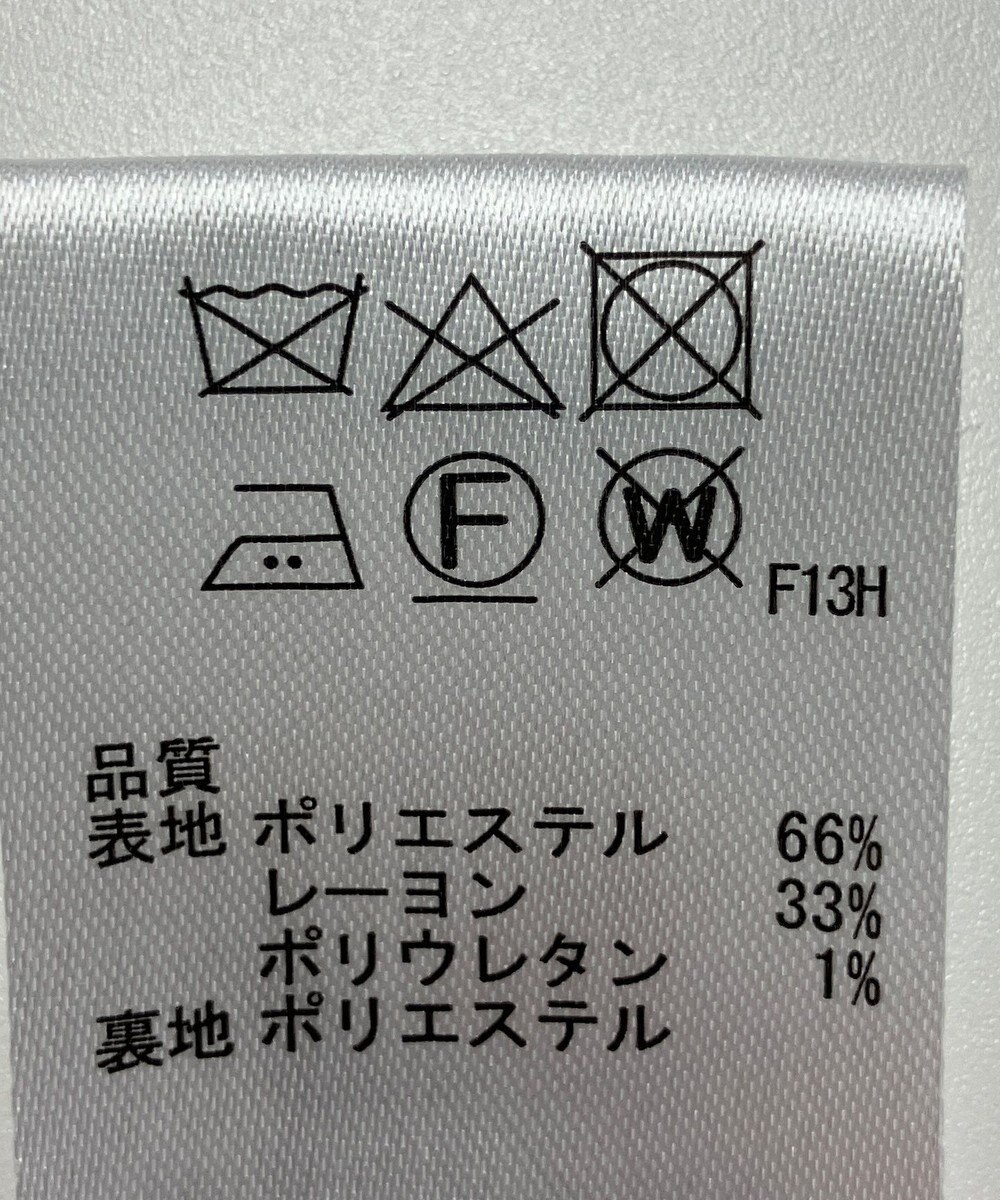 F W F13H
品質
表地 ポリエステル 66%
レーヨン 33%
ポリウレタン 1%
裏地 ポリエステル